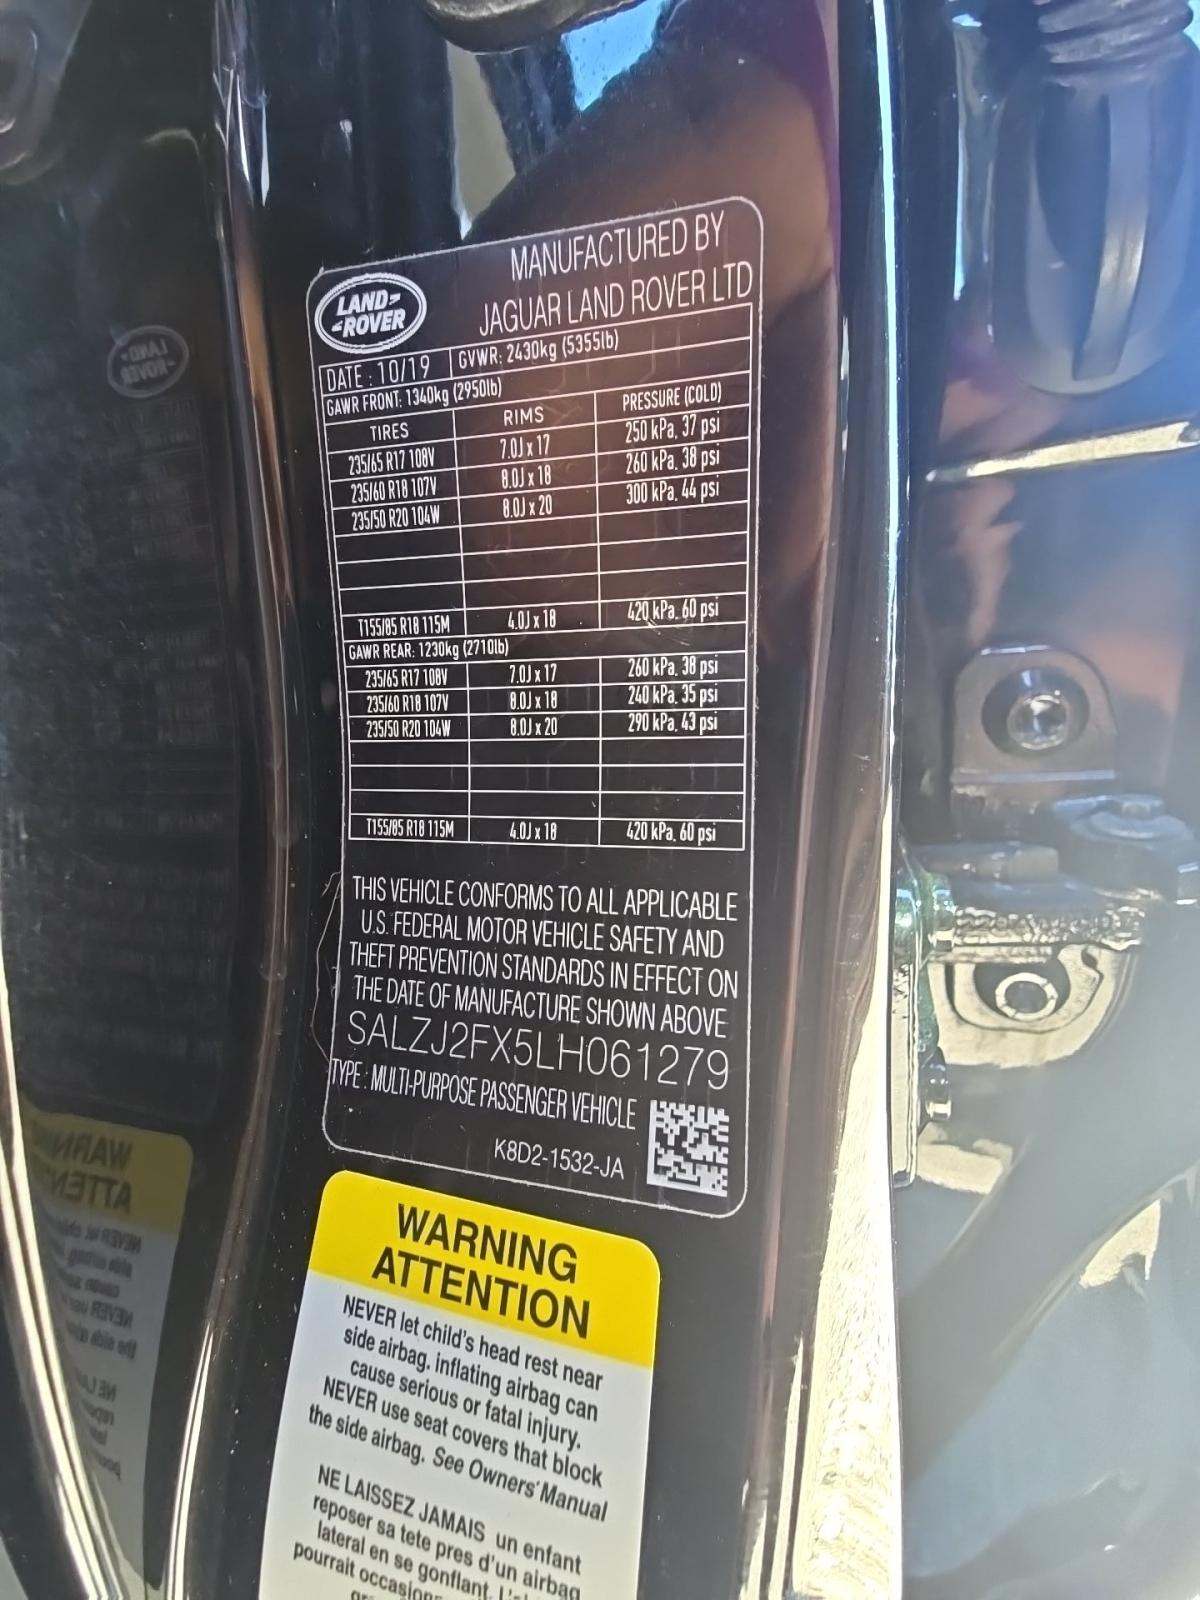 LAND-
-ROVER
MANUFACTURED BY
JAGUAR LAND ROVER LTD
DATE : 10/19 GVWR: 2430kg (5355lb)
GAWR FRONT: 1340kg (2950lb)
TIRES RIMS PRESSURE (COLD)
235/65 R17 108V 7.0J x 17 250 kPa, 37 psi
235/60 R18 107V 8.0J x 18 260 kPa, 38 psi
235/50 R20 104W 8.0J x 20 300 kPa, 44 psi
T155/85 R18 115M 4.0J x 18 420 kPa, 60 psi
GAWR REAR: 1230kg (2710lb)
235/65 R17 108V 7.0J x 17 260 kPa, 38 psi
235/60 R18 107V 8.0J x 18 240 kPa, 35 psi
235/50 R20 104W 8.0J x 20 290 kPa, 43 psi
T155/85 R18 115M 4.0J x 18 420 kPa, 60 psi
THIS VEHICLE CONFORMS TO ALL APPLICABLE
U.S. FEDERAL MOTOR VEHICLE SAFETY AND
THEFT PREVENTION STANDARDS IN EFFECT ON
THE DATE OF MANUFACTURE SHOWN ABOVE
SALZJ2FX5LH061279
TYPE : MULTI-PURPOSE PASSENGER VEHICLE
K8D2-1532-JA
WARNING
ATTENTION
NEVER let child's head rest near
side airbag, inflating airbag can
cause serious or fatal injury.
NEVER use seat covers that block
the side airbag. See Owners' Manual
NE LAISSEZ JAMAIS un enfant
reposer sa tete pres d'un airbag
lateral en se gonflant.
pourrait